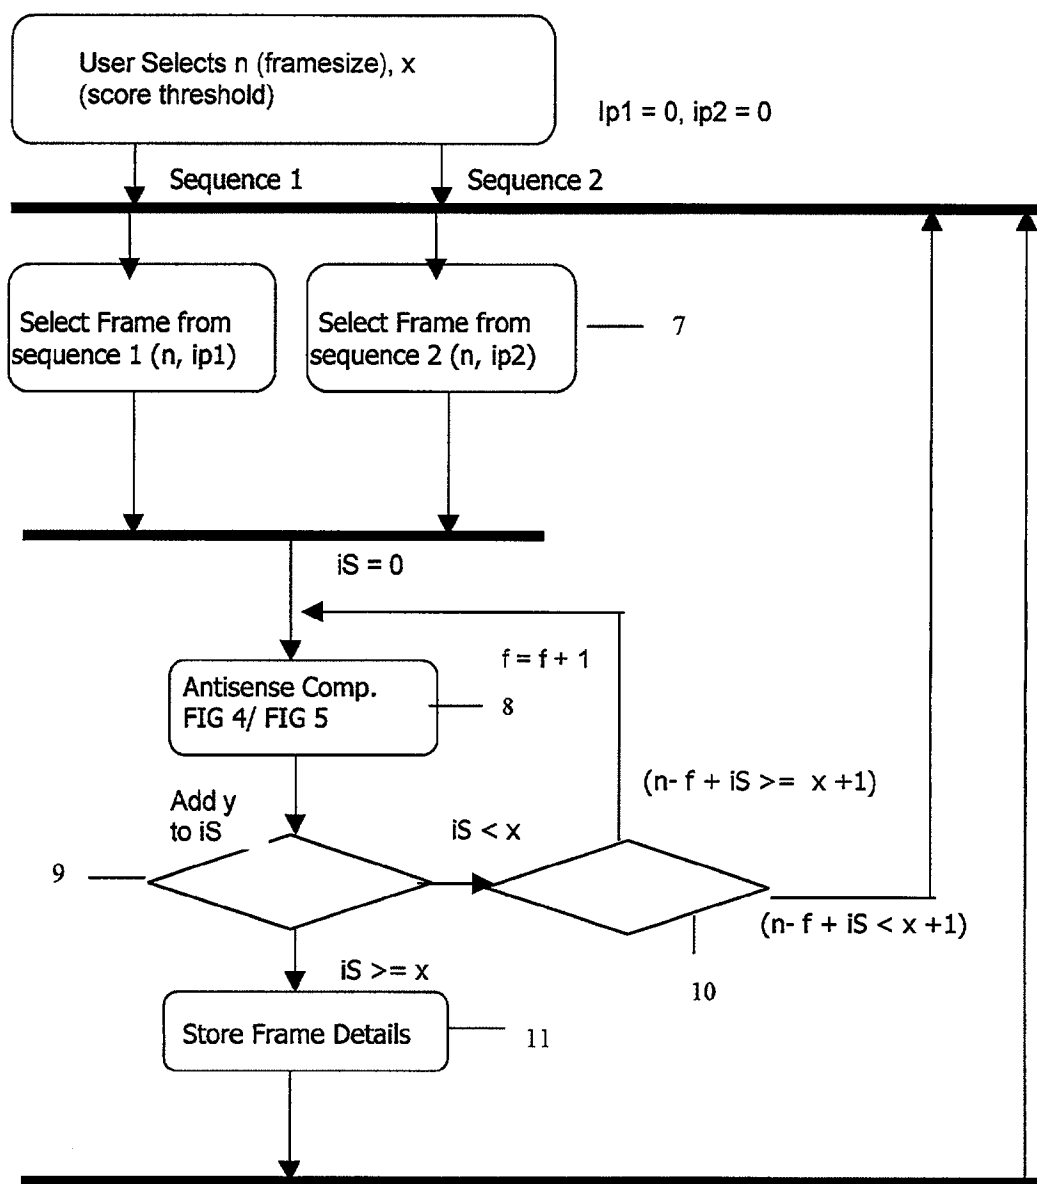 User Selects n (framesize), x
(score threshold)
Ip1 = 0, ip2 = 0
Sequence 1
Sequence 2
Select Frame from
sequence 1 (n, ip1)
Select Frame from
sequence 2 (n, ip2)
7
iS = 0
f = f + 1
Antisense Comp.
FIG 4/ FIG 5
8
(n- f + iS >= x +1)
Add y
to iS
iS < x
9
(n- f + iS < x +1)
10
iS >= x
Store Frame Details
11